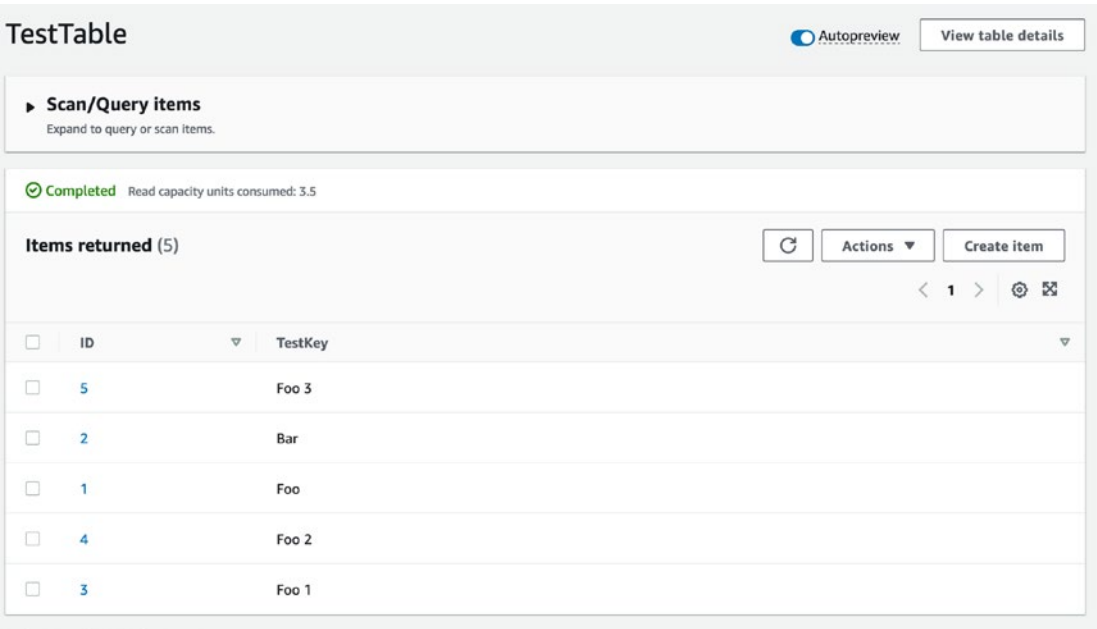 TestTable Autopreview View table details
Scan/Query items
Expand to query or scan items.
Completed Read capacity units consumed: 3.5
Items returned (5) Actions Create item
1
ID TestKey
5 Foo 3
2 Bar
1 Foo
4 Foo 2
3 Foo 1